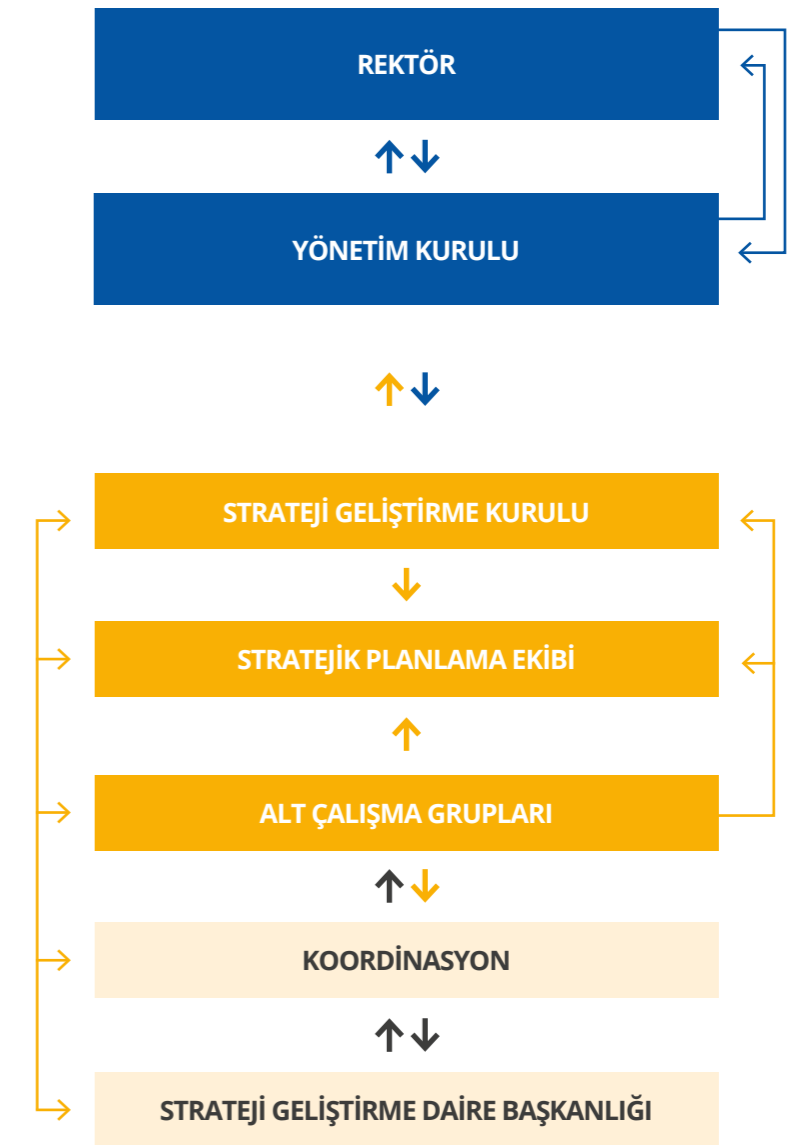 REKTÖR
YÖNETİM KURULU
STRATEJİ GELİŞTİRME KURULU
STRATEJİK PLANLAMA EKİBİ
ALT ÇALIŞMA GRUPLARI
KOORDİNASYON
STRATEJİ GELİŞTİRME DAİRE BAŞKANLIĞI